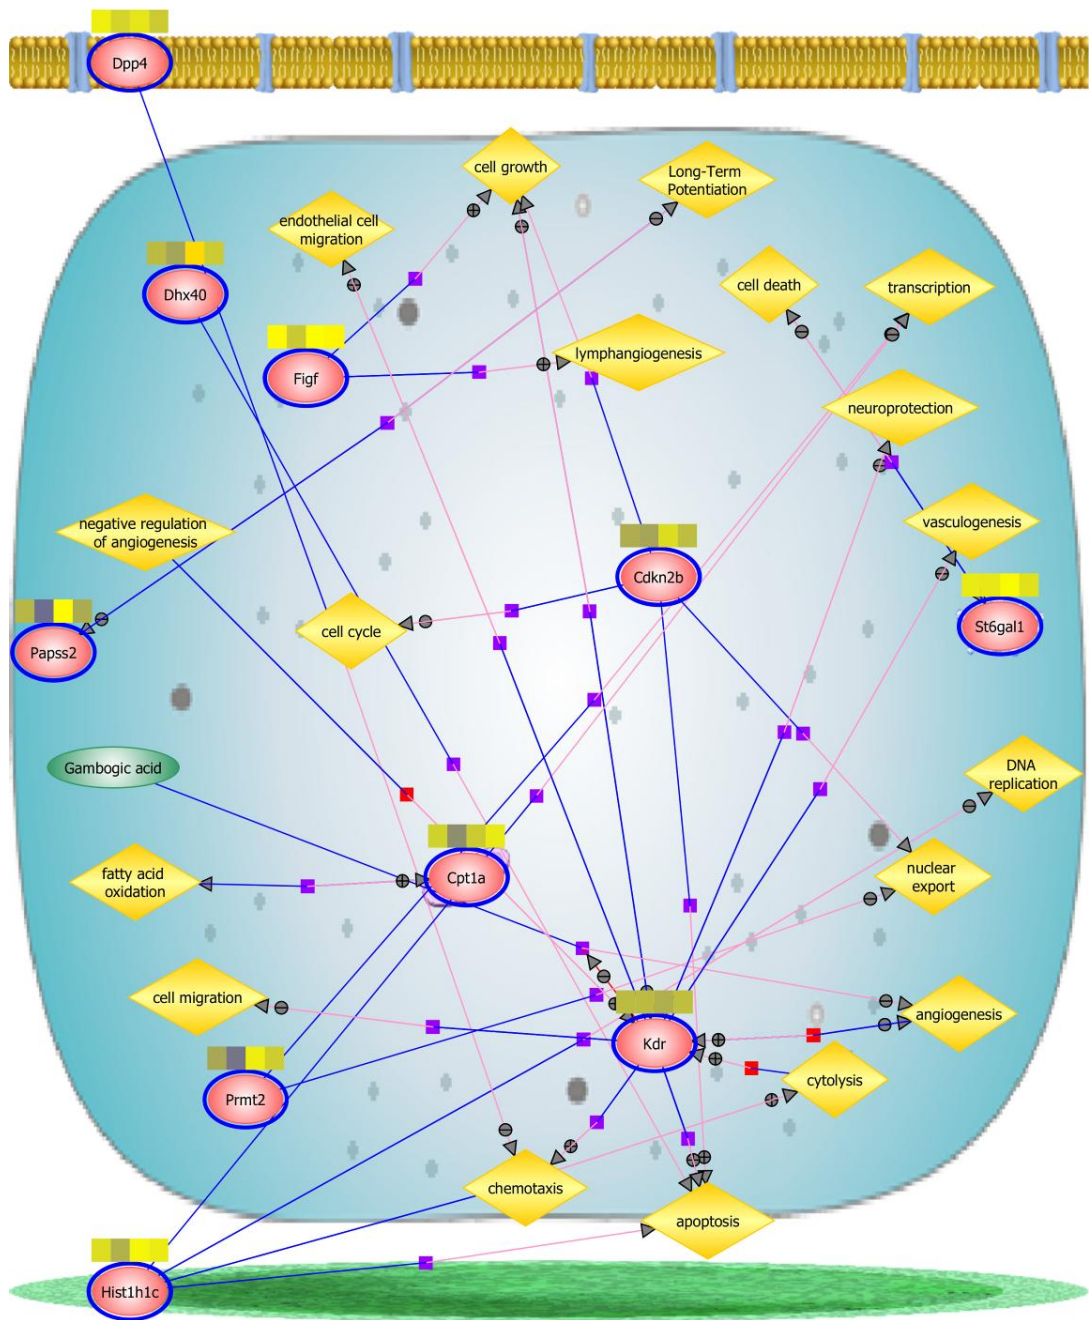 Dpp4
cell growth
Long-Term
Potentiation
endothelial cell
migration
cell death
transcription
Dhx40
Figf
lymphangiogenesis
neuroprotection
negative regulation
of angiogenesis
vasculogenesis
Cdkn2b
cell cycle
St6gal1
Papss2
Gambogic acid
DNA
replication
fatty acid
oxidation
Cpt1a
nuclear
export
cell migration
angiogenesis
Kdr
cytolysis
Prmt2
chemotaxis
apoptosis
Hist1h1c